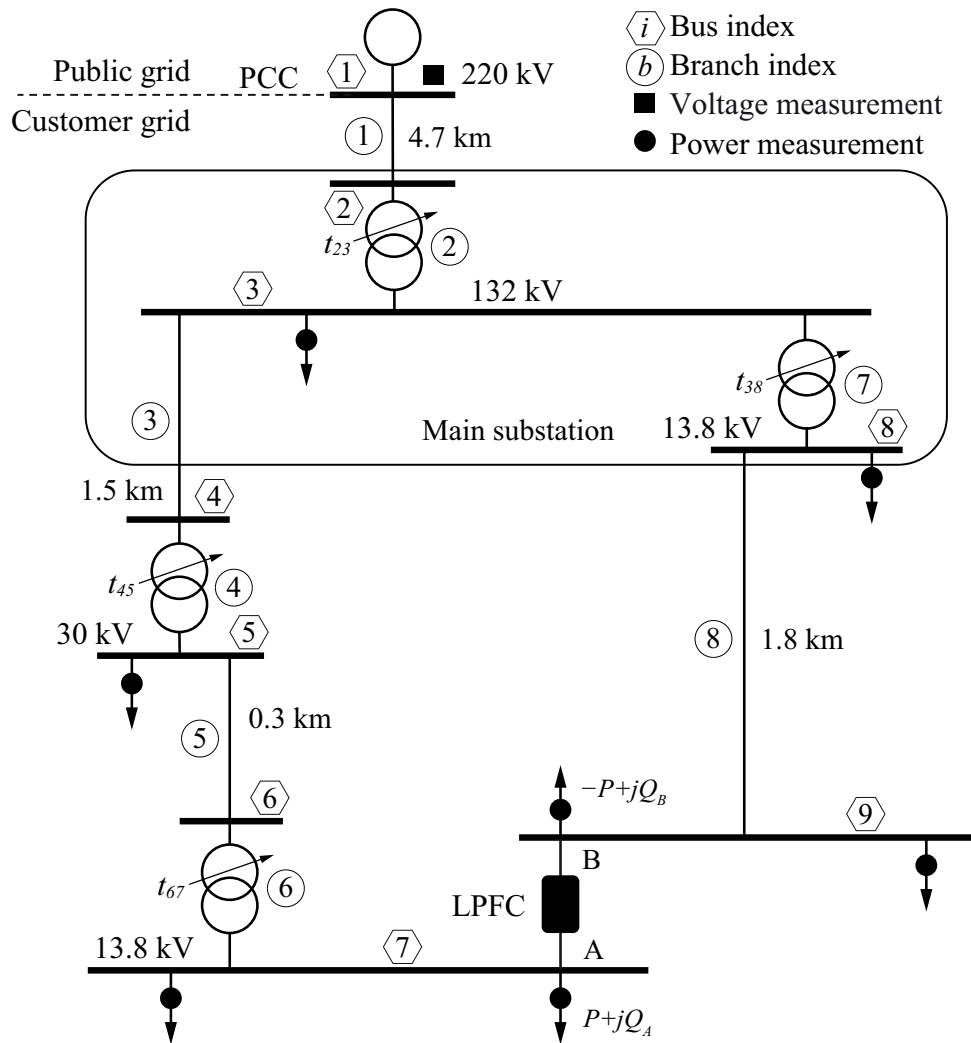 i Bus index
Public grid PCC 1 220 kV b Branch index
Customer grid Voltage measurement
1 4.7 km Power measurement
2
t23 2
3 132 kV
t38 7
3 Main substation 13.8 kV 8
1.5 km 4
t45 4
30 kV 5
8 1.8 km
5 0.3 km
6 −P+jQB 9
B
t67 6 LPFC
13.8 kV 7 A
P+jQA